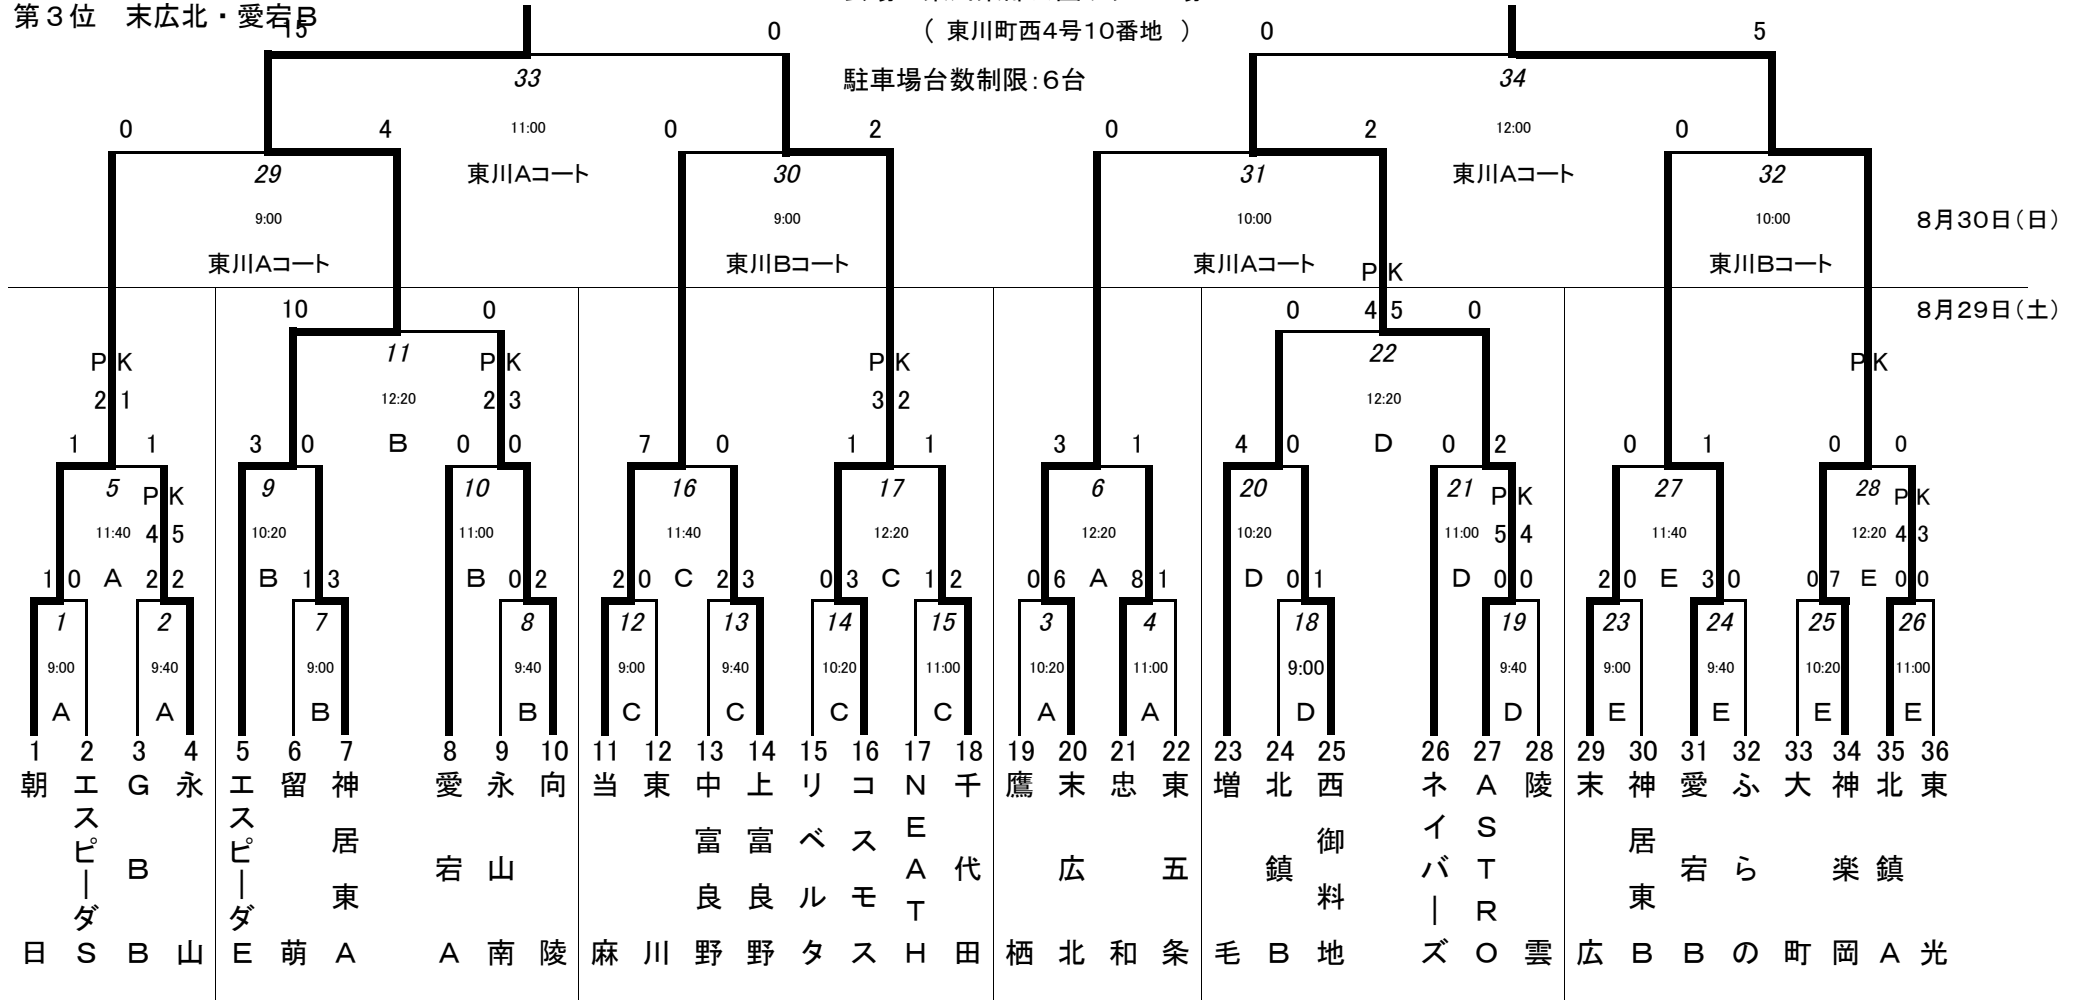 第３位　末広北・愛宕Ｂ
（ 東川町西4号10番地 ）
15 0 0 5
33 駐車場台数制限：６台 34
0 4 11:00 0 2 0 2 12:00 0
29 東川Aコート 30 31 東川Aコート 32
9:00 9:00 10:00 10:00 8月30日（日）
東川Aコート 東川Bコート 東川Aコート 東川Bコート
PK
10 0 0 4 5 0 8月29日（土）
11 22
PK PK PK PK
2 1 12:20 2 3 3 2 12:20
1 1 3 0 B 0 0 7 0 1 1 3 1 4 0 D 0 2 0 1 0 0
5 PK 9 10 16 17 6 20 21 PK 27 28 PK
11:40 4 5 10:20 11:00 11:40 12:20 12:20 10:20 11:00 5 4 11:40 12:20 4 3
1 0 A 2 2 B 1 3 B 0 2 2 0 C 2 3 0 3 C 1 2 0 6 A 8 1 D 0 1 D 0 0 2 0 E 3 0 0 7 E 0 0
1 2 7 8 12 13 14 15 3 4 18 19 23 24 25 26
9:00 9:40 9:00 9:40 9:00 9:40 10:20 11:00 10:20 11:00 9:00 9:40 9:00 9:40 10:20 11:00
A A B B C C C C A A D D E E E E
1 2 3 4 5 6 7 8 9 10 11 12 13 14 15 16 17 18 19 20 21 22 23 24 25 26 27 28 29 30 31 32 33 34 35 36
朝日
エスピーダS
GBB
永山
エスピーダE
留萌
神居東A
愛宕A
永山南
向陵
当麻
東川
中富良野
上富良野
リベルタ
コスモス
NEATH
千代田
鷹栖
末広北
忠和
東五条
増毛
北鎮B
西御料地
ネイバーズ
ASTRO
陵雲
末広
神居東B
愛宕B
ふらの
大町
神楽岡
北鎮A
東光